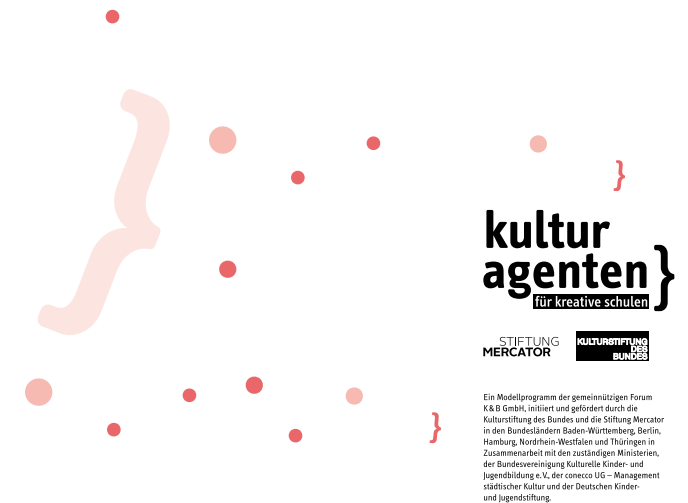 }
kultur
agenten}
für kreative schulen
STIFTUNG
MERCATOR
KULTURSTIFTUNG
DES
BUNDES
Ein Modellprogramm der gemeinnützigen Forum
K&B GmbH, initiiert und gefördert durch die
Kulturstiftung des Bundes und die Stiftung Mercator
in den Bundesländern Baden-Württemberg, Berlin,
Hamburg, Nordrhein-Westfalen und Thüringen in
Zusammenarbeit mit den zuständigen Ministerien,
der Bundesvereinigung Kulturelle Kinder- und
Jugendbildung e.V., der conecco UG – Management
städtischer Kultur und der Deutschen Kinder-
und Jugendstiftung.